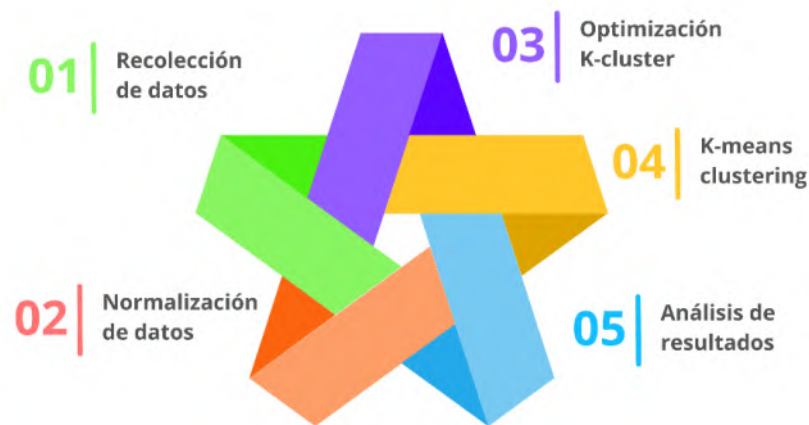 01
Recolección
de datos
02
Normalización
de datos
03
Optimización
K-cluster
04
K-means
clustering
05
Análisis de
resultados